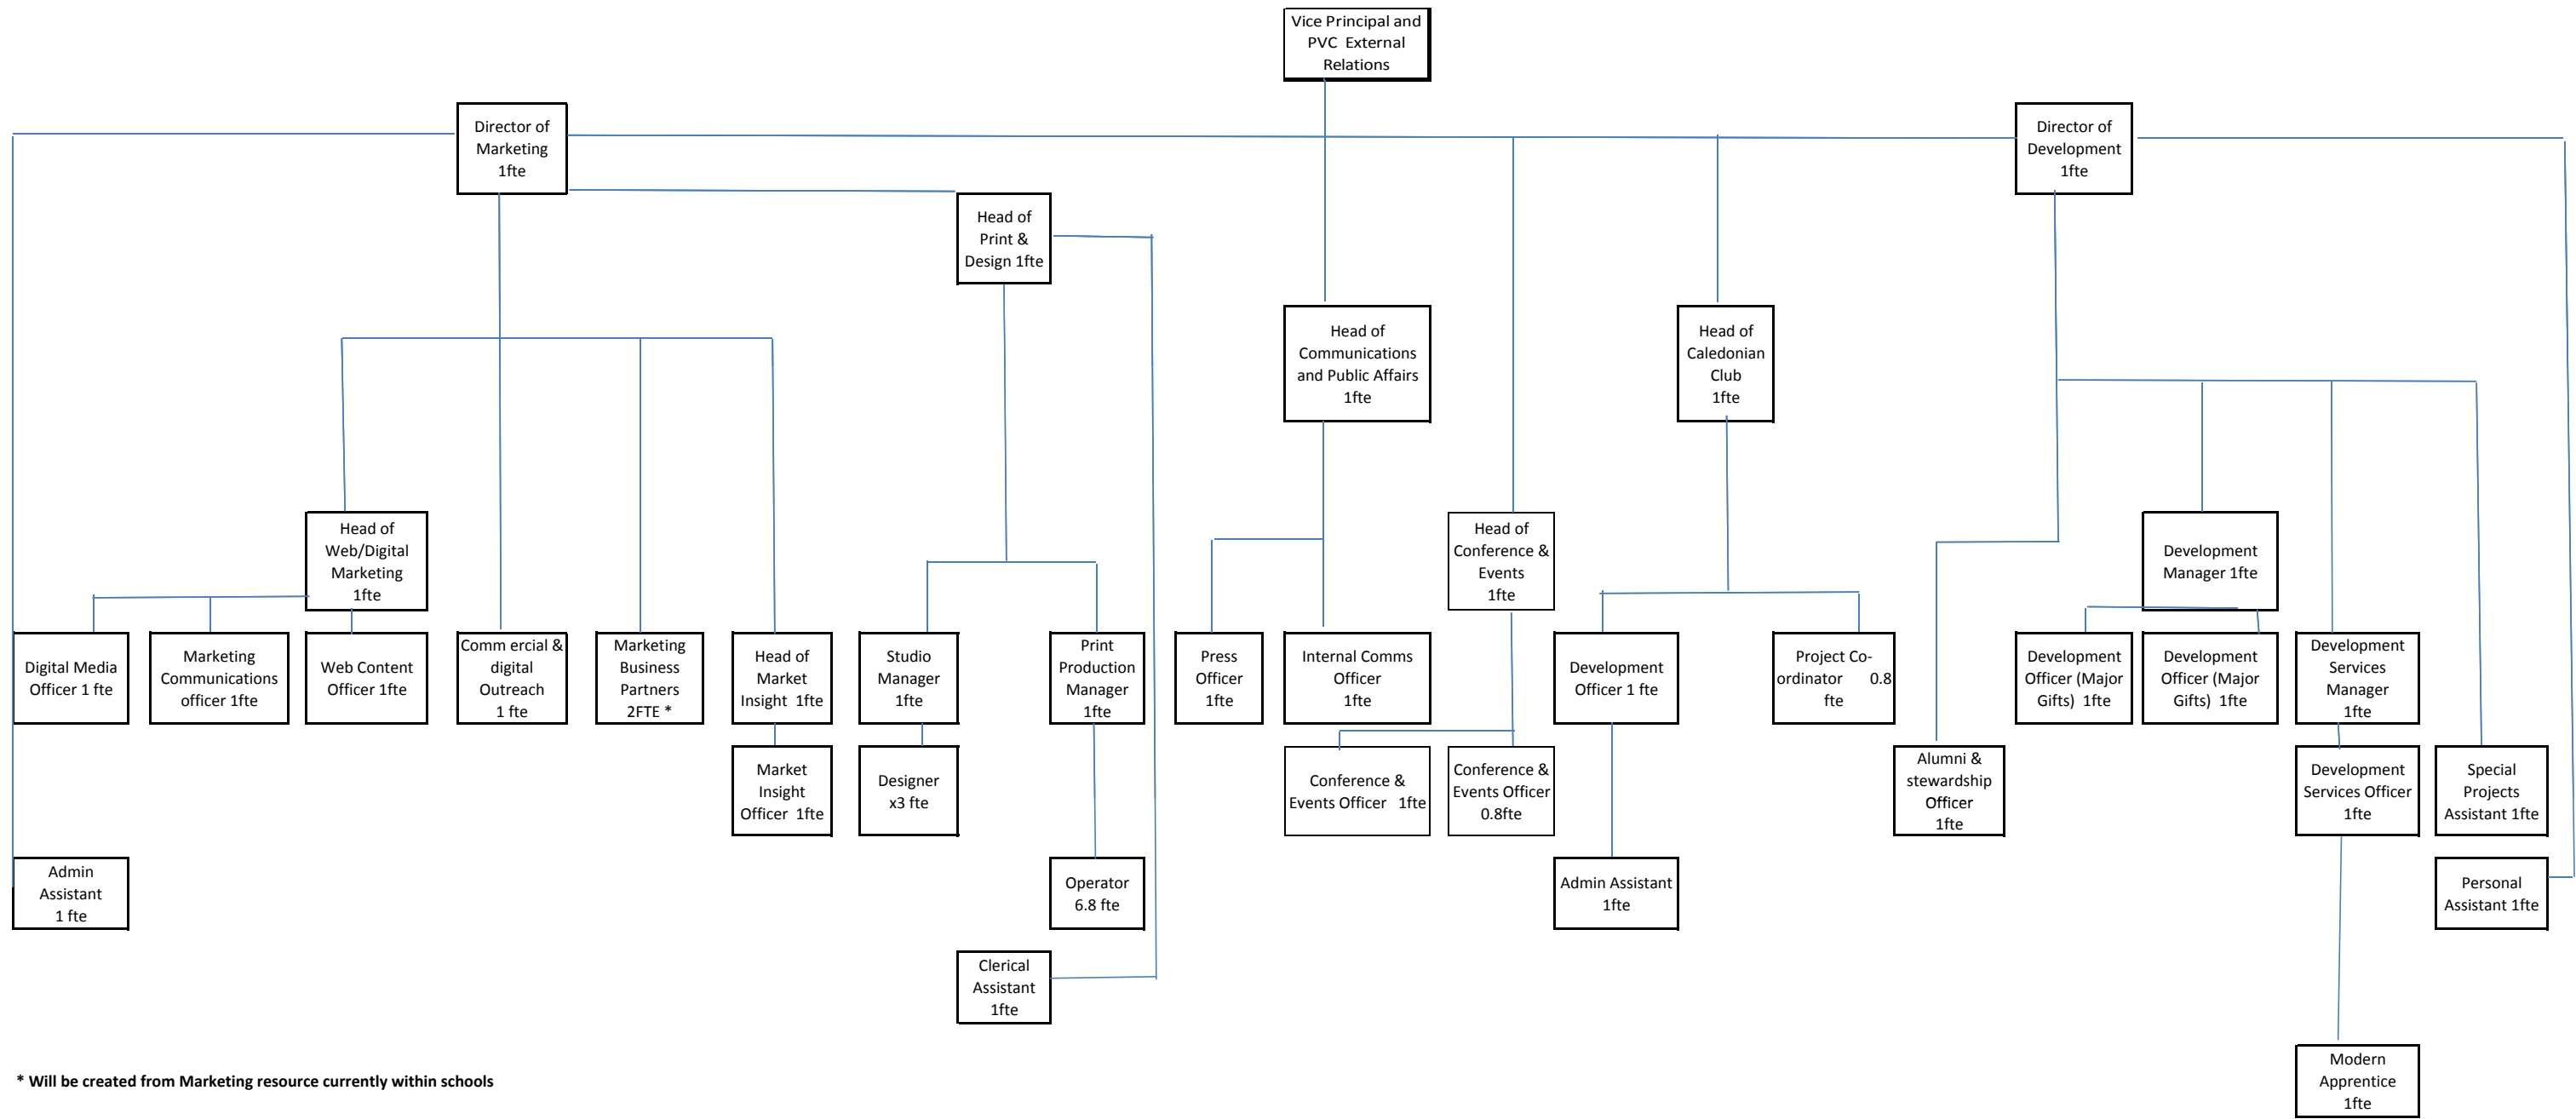 Vice Principal and
PVC External
Relations
Director of
Marketing
1fte
Director of
Development
1fte
Head of
Print &
Design 1fte
Head of
Communications
and Public Affairs
1fte
Head of
Caledonian
Club
1fte
Head of
Web/Digital
Marketing
1fte
Head of
Conference &
Events
1fte
Development
Manager 1fte
Digital Media
Officer 1 fte
Marketing
Communications
officer 1fte
Web Content
Officer 1fte
Comm ercial &
digital
Outreach
1 fte
Marketing
Business
Partners
2FTE *
Head of
Market
Insight 1fte
Studio
Manager
1fte
Print
Production
Manager
1fte
Press
Officer
1fte
Internal Comms
Officer
1fte
Development
Officer 1 fte
Project Co-
ordinator 0.8
fte
Development
Officer (Major
Gifts) 1fte
Development
Officer (Major
Gifts) 1fte
Development
Services
Manager
1fte
Market
Insight
Officer 1fte
Designer
x3 fte
Conference &
Events Officer 1fte
Conference &
Events Officer
0.8fte
Alumni &
stewardship
Officer
1fte
Development
Services Officer
1fte
Special
Projects
Assistant 1fte
Admin
Assistant
1 fte
Operator
6.8 fte
Admin Assistant
1fte
Personal
Assistant 1fte
Clerical
Assistant
1fte
Modern
Apprentice
1fte
* Will be created from Marketing resource currently within schools